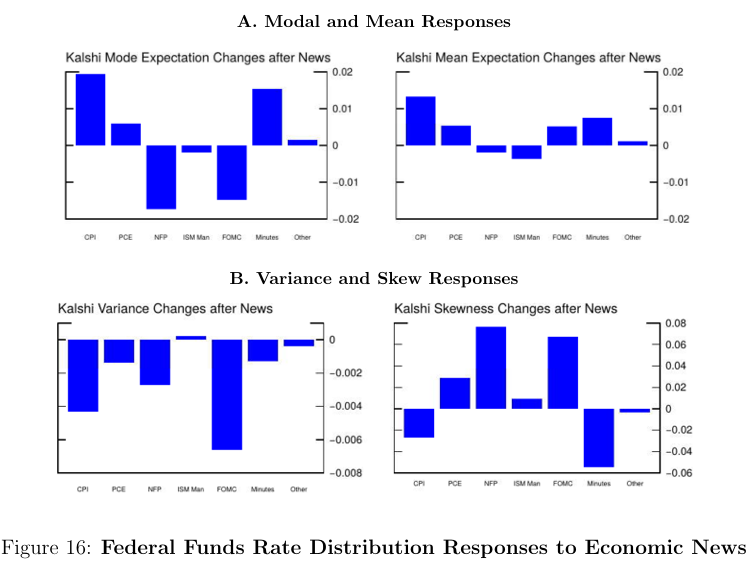 A. Modal and Mean Responses
Kalshi Mode Expectation Changes after News
0.02
0.01
0
−0.01
−0.02
CPI PCE NFP ISM Man FOMC Minutes Other
Kalshi Mean Expectation Changes after News
0.02
0.01
0
−0.01
−0.02
CPI PCE NFP ISM Man FOMC Minutes Other
B. Variance and Skew Responses
Kalshi Variance Changes after News
0
−0.002
−0.004
−0.006
−0.008
CPI PCE NFP ISM Man FOMC Minutes Other
Kalshi Skewness Changes after News
0.08
0.06
0.04
0.02
0
−0.02
−0.04
−0.06
CPI PCE NFP ISM Man FOMC Minutes Other
Figure 16: Federal Funds Rate Distribution Responses to Economic News